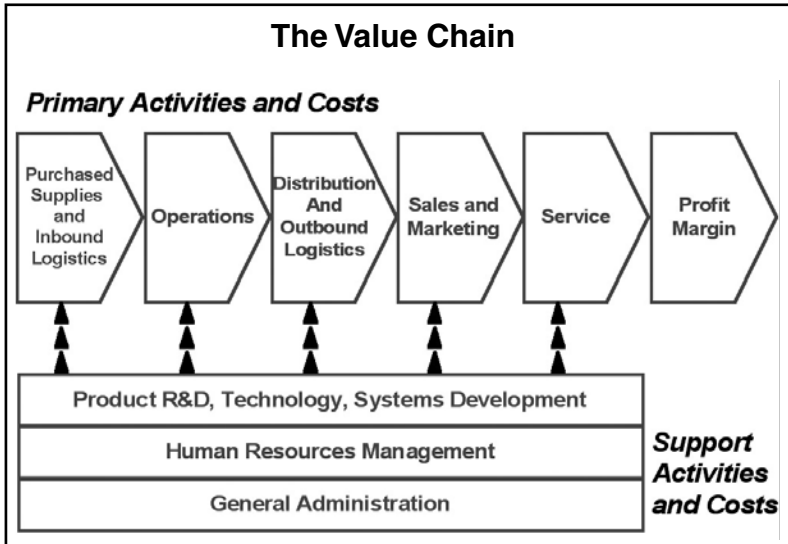 The Value Chain
Primary Activities and Costs
Purchased
Supplies
and
Inbound
Logistics
Operations
Distribution
And
Outbound
Logistics
Sales and
Marketing
Service
Profit
Margin
Product R&D, Technology, Systems Development
Human Resources Management
General Administration
Support
Activities
and Costs